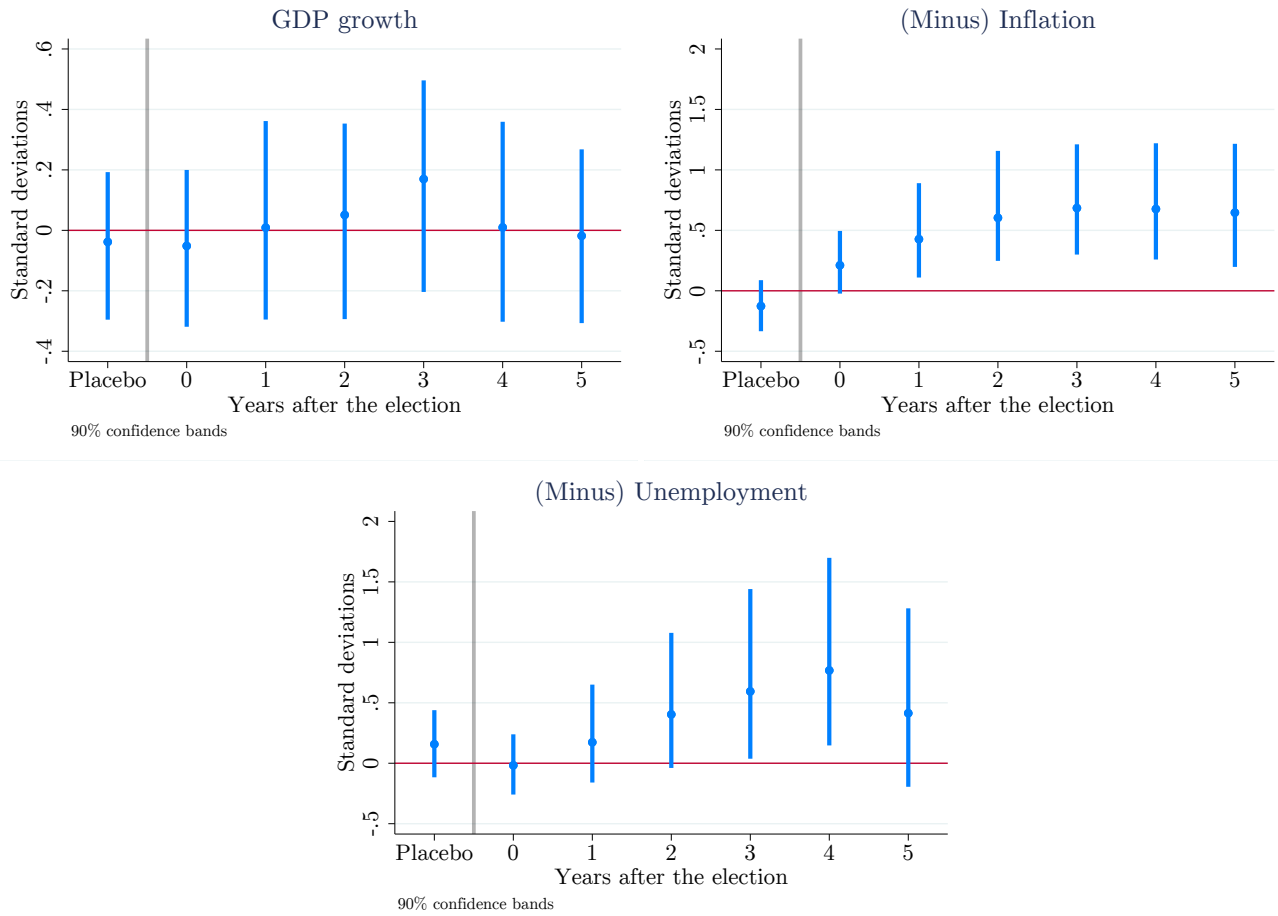 GDP growth
Standard deviations
.6
.4
.2
0
-.2
-.4
Placebo 0 1 2 3 4 5
Years after the election
90% confidence bands
(Minus) Inflation
Standard deviations
2
1.5
1
.5
0
-.5
Placebo 0 1 2 3 4 5
Years after the election
90% confidence bands
(Minus) Unemployment
Standard deviations
2
1.5
1
.5
0
-.5
Placebo 0 1 2 3 4 5
Years after the election
90% confidence bands